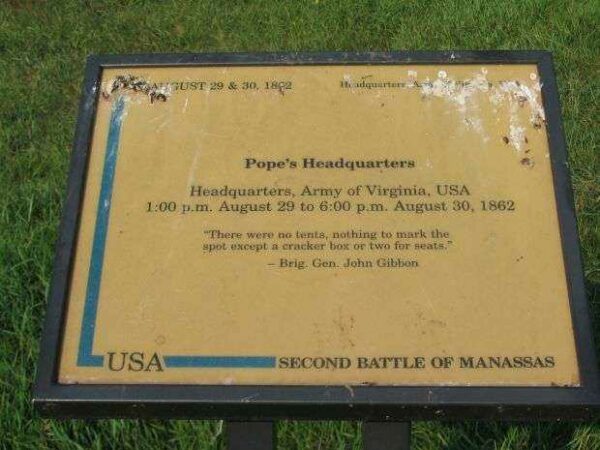 AUGUST 29 & 30, 1862
Headquarters, Army
Pope's Headquarters
Headquarters, Army of Virginia, USA
1:00 p.m. August 29 to 6:00 p.m. August 30, 1862
"There were no tents, nothing to mark the
spot except a cracker box or two for seats."
– Brig. Gen. John Gibbon
USA
SECOND BATTLE OF MANASSAS